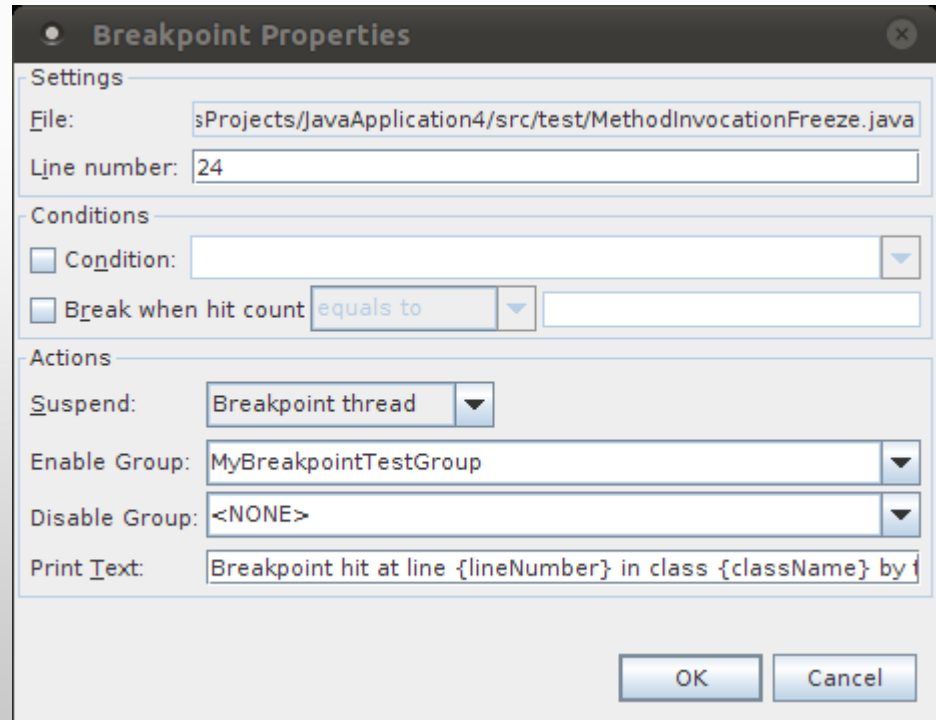 Breakpoint Properties
Settings
File: sProjects/JavaApplication4/src/test/MethodInvocationFreeze.java
Line number: 24
Conditions
Condition:
Break when hit count equals to
Actions
Suspend: Breakpoint thread
Enable Group: MyBreakpointTestGroup
Disable Group: <NONE>
Print Text: Breakpoint hit at line {lineNumber} in class {className} by
OK Cancel